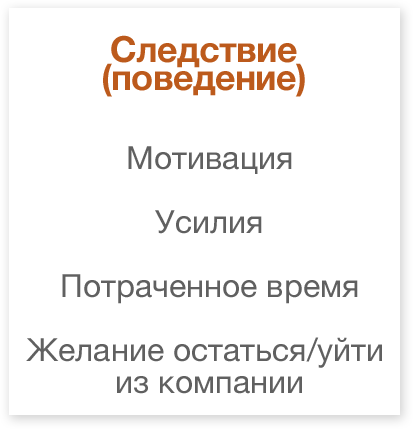 Следствие
(поведение)
Мотивация
Усилия
Потраченное время
Желание остаться/уйти
из компании